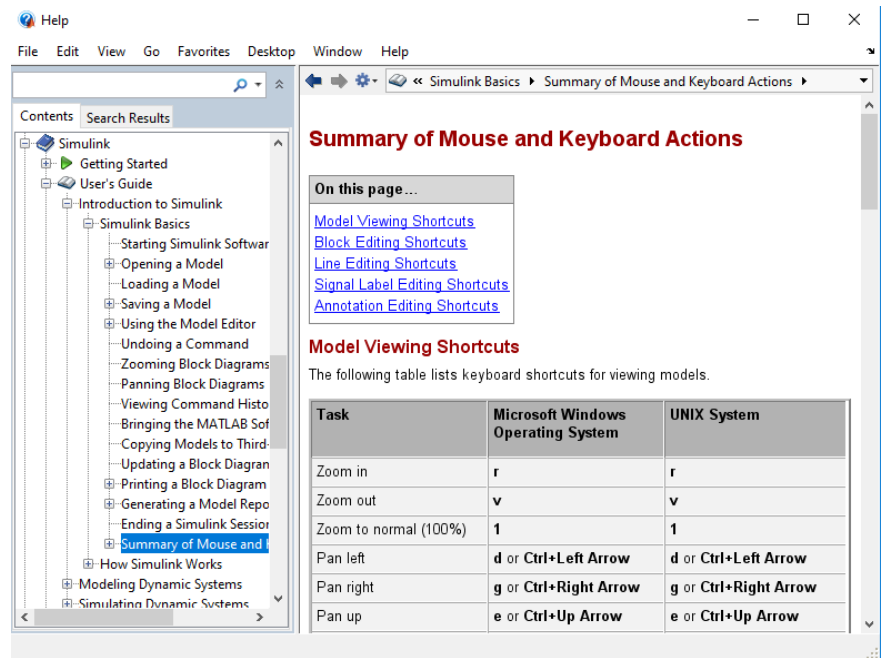 Help
File Edit View Go Favorites Desktop Window Help
« Simulink Basics Summary of Mouse and Keyboard Actions
Contents Search Results
Simulink
Getting Started
User's Guide
Introduction to Simulink
Simulink Basics
Starting Simulink Softwar
Opening a Model
Loading a Model
Saving a Model
Using the Model Editor
Undoing a Command
Zooming Block Diagrams
Panning Block Diagrams
Viewing Command Histo
Bringing the MATLAB Sof
Copying Models to Third-
Updating a Block Diagran
Printing a Block Diagram
Generating a Model Repo
Ending a Simulink Session
Summary of Mouse and K
How Simulink Works
Modeling Dynamic Systems
Simulating Dynamic Systems
Summary of Mouse and Keyboard Actions
On this page...
Model Viewing Shortcuts
Block Editing Shortcuts
Line Editing Shortcuts
Signal Label Editing Shortcuts
Annotation Editing Shortcuts
Model Viewing Shortcuts
The following table lists keyboard shortcuts for viewing models.
Task Microsoft Windows Operating System UNIX System
Zoom in r r
Zoom out v v
Zoom to normal (100%) 1 1
Pan left d or Ctrl+Left Arrow d or Ctrl+Left Arrow
Pan right g or Ctrl+Right Arrow g or Ctrl+Right Arrow
Pan up e or Ctrl+Up Arrow e or Ctrl+Up Arrow